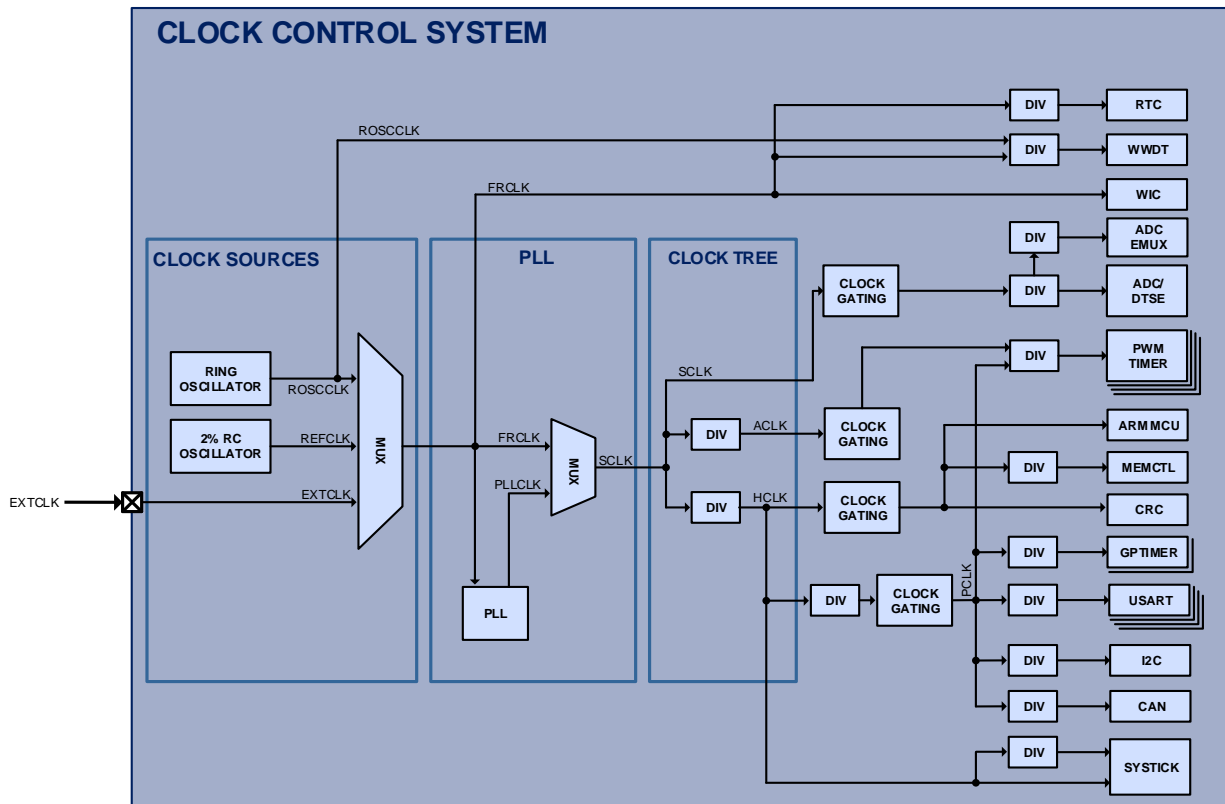 CLOCK CONTROL SYSTEM
DIV
RTC
ROSCCLK
DIV
WWDT
FRCLK
WIC
CLOCK SOURCES
PLL
CLOCK TREE
DIV
ADC
EMUX
CLOCK
GATING
DIV
ADC/
DTSE
RING
OSCILLATOR
ROSCCLK
SCLK
DIV
PWM
TIMER
2% RC
OSCILLATOR
REFCLK
MUX
FRCLK
MUX
SCLK
DIV
ACLK
CLOCK
GATING
ARM MCU
DIV
MEMCTL
EXTCLK
EXTCLK
PLLCLK
DIV
HCLK
CLOCK
GATING
CRC
PLL
DIV
CLOCK
GATING
PCLK
DIV
GPTIMER
DIV
USART
DIV
I2C
DIV
CAN
DIV
SYSTICK